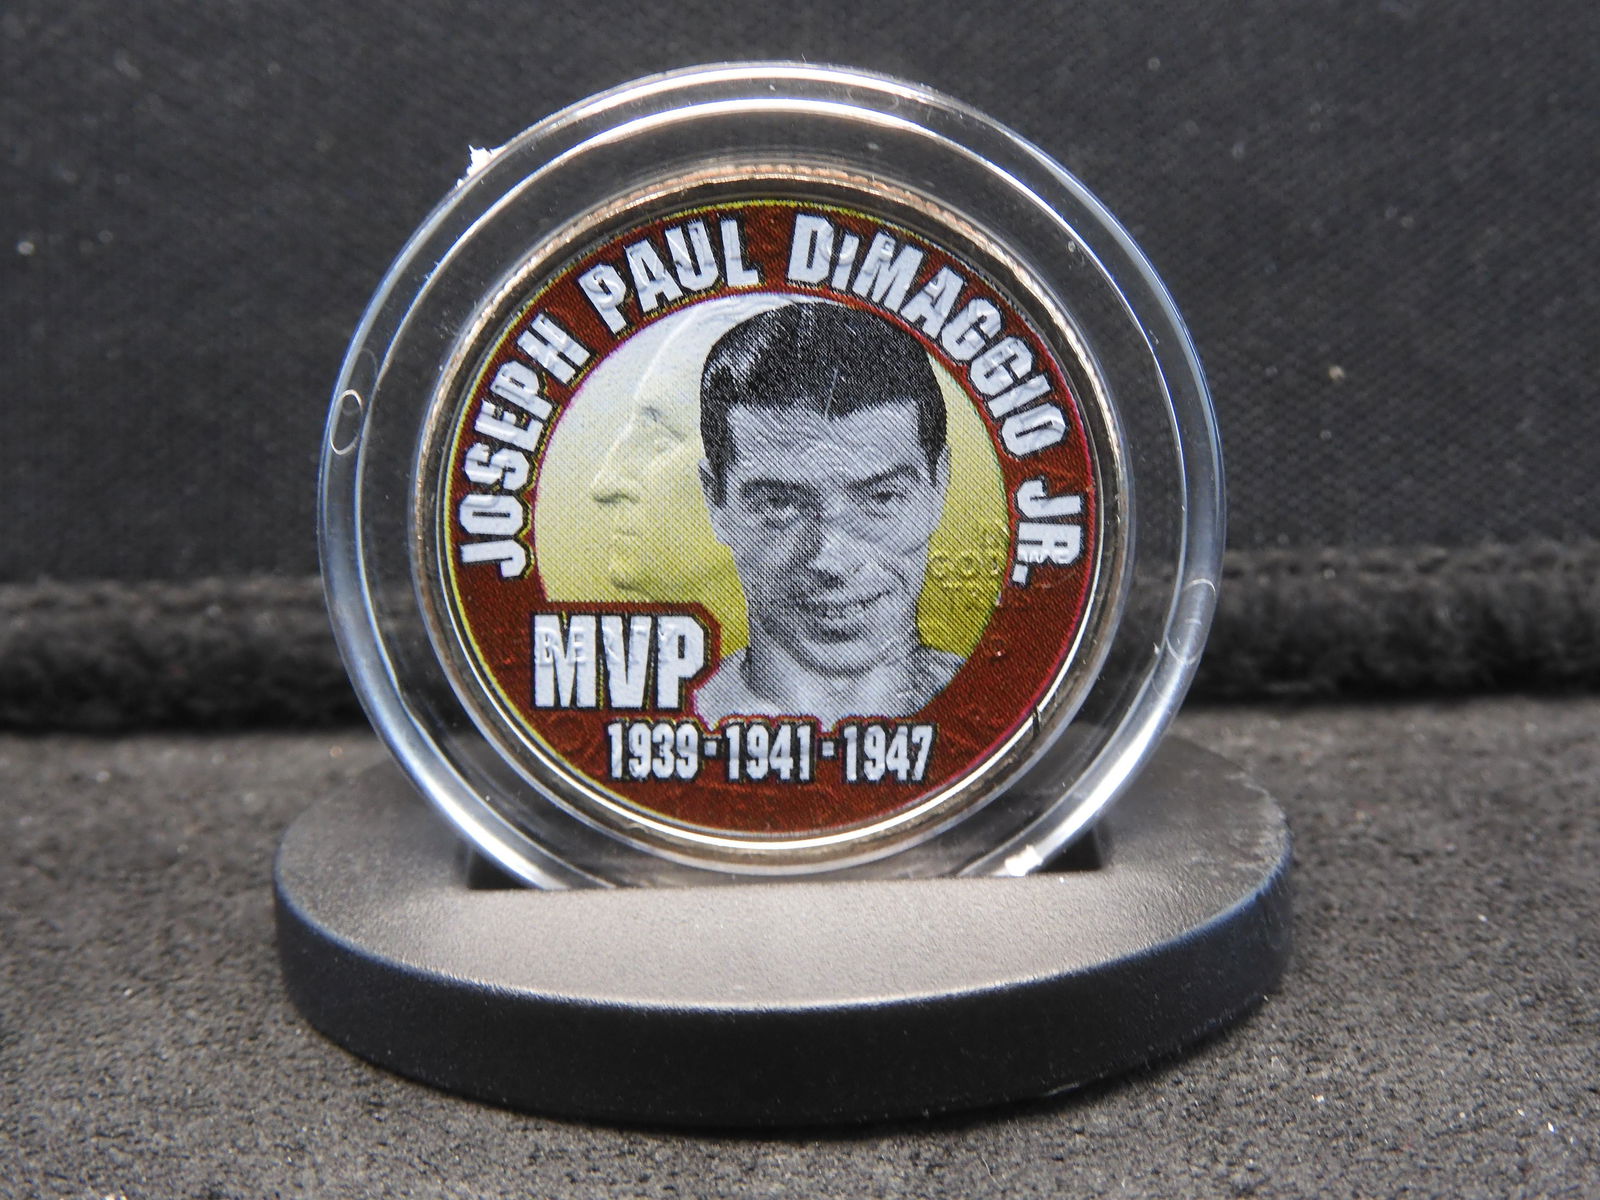 JOSEPH PAUL DiMAGGIO JR.
MVP
1939-1941-1947